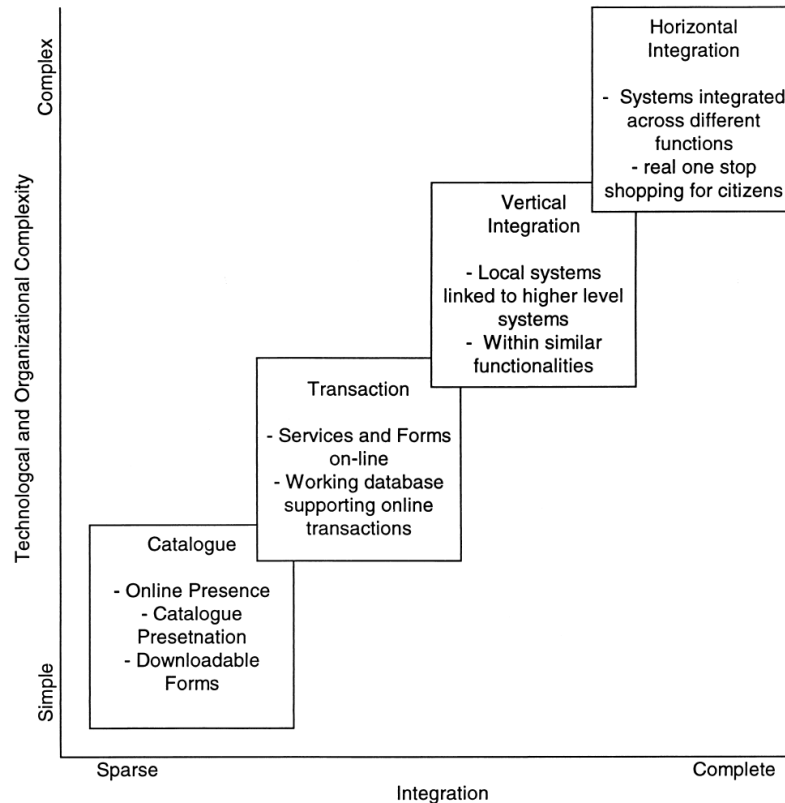 Horizontal
Integration
- Systems integrated
across different
functions
- real one stop
shopping for citizens
Vertical
Integration
- Local systems
linked to higher level
systems
- Within similar
functionalities
Transaction
- Services and Forms
on-line
- Working database
supporting online
transactions
Catalogue
- Online Presence
- Catalogue
Presetnation
- Downloadable
Forms
Complex
Technologcal and Organizational Complexity
Simple
Sparse
Complete
Integration